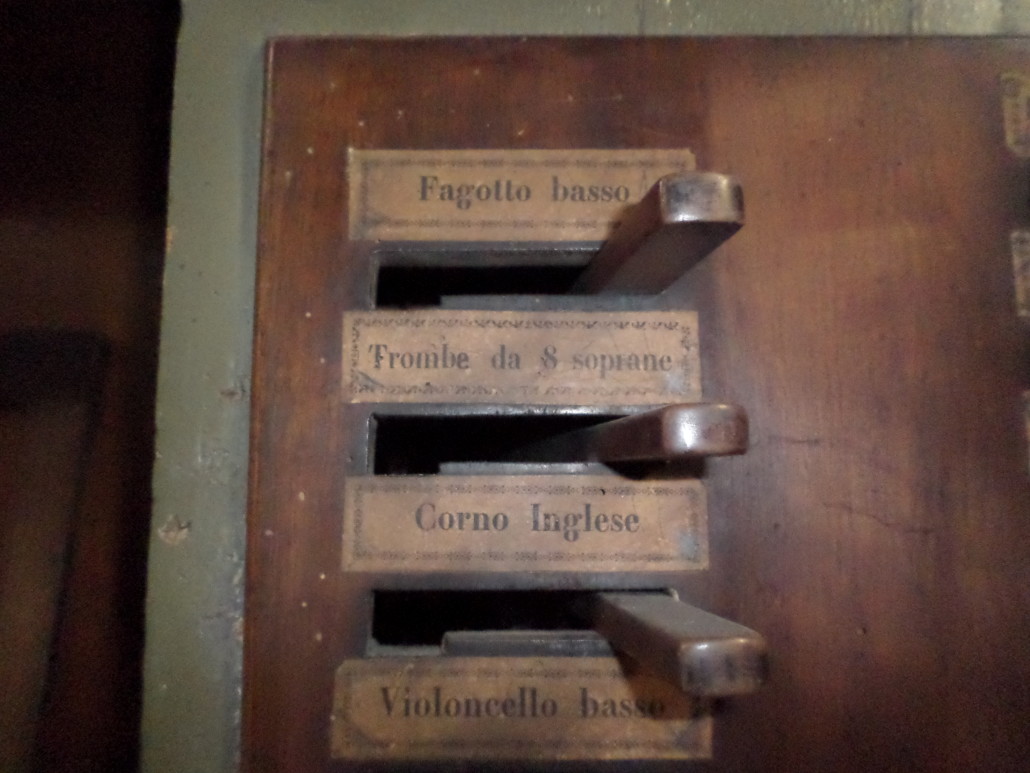 Fagotto basso
Trombe da 8 soprane
Corno Inglese
Violoncello basso